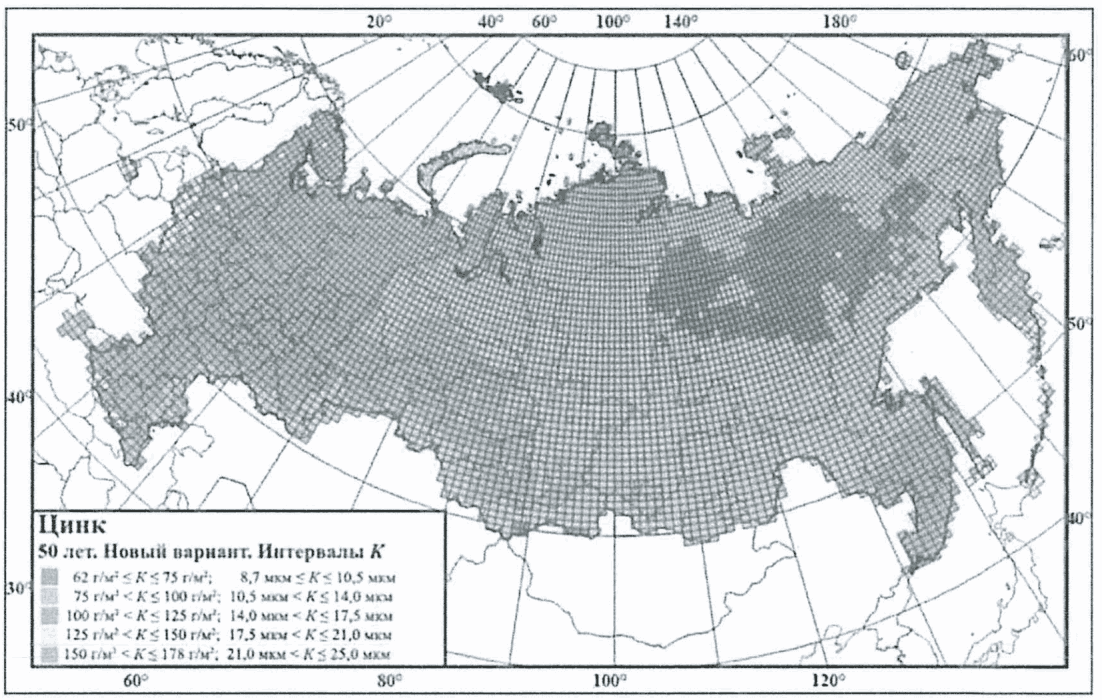 20° 40° 60° 100° 140° 180°
60°
50°
50°
40°
40°
30°
Цинк
50 лет. Новый вариант. Интервалы K
62 г/м² ≤ K ≤ 75 г/м²; 8,7 мкм ≤ K ≤ 10,5 мкм
75 г/м² < K ≤ 100 г/м²; 10,5 мкм < K ≤ 14,0 мкм
100 г/м² < K ≤ 125 г/м²; 14,0 мкм < K ≤ 17,5 мкм
125 г/м² < K ≤ 150 г/м²; 17,5 мкм < K ≤ 21,0 мкм
150 г/м² < K ≤ 178 г/м²; 21,0 мкм < K ≤ 25,0 мкм
60° 80° 100° 120°